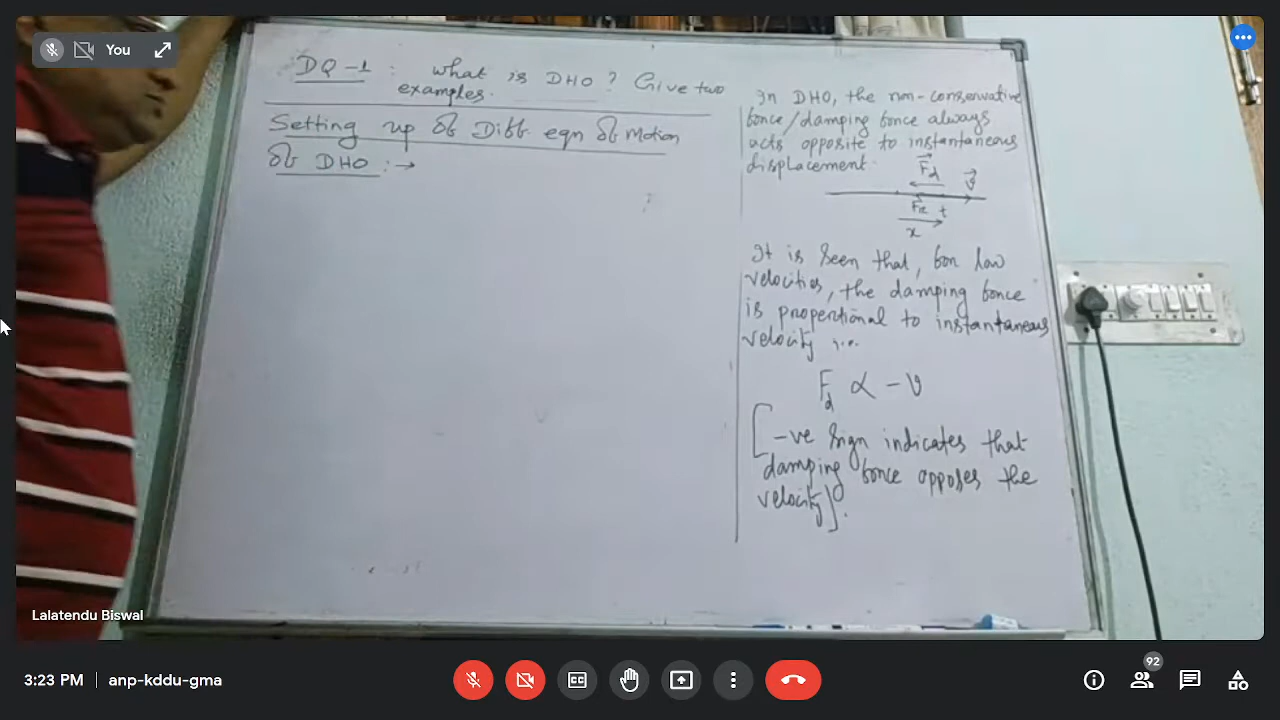 You
DQ-1 : What is DHO? Give two
examples.
Setting up of Diff eqn of Motion
of DHO :→
In DHO, the non-conservative
force/damping force always
acts opposite to instantaneous
displacement.
F⃗d
v⃗
t
x
It is seen that, for low
velocities, the damping force
is proportional to instantaneous
velocity i.e.
Fd ∝ -v
[-ve sign indicates that
damping force opposes the
velocity].
Lalatendu Biswal
92
3:23 PM | anp-kddu-gma
CC